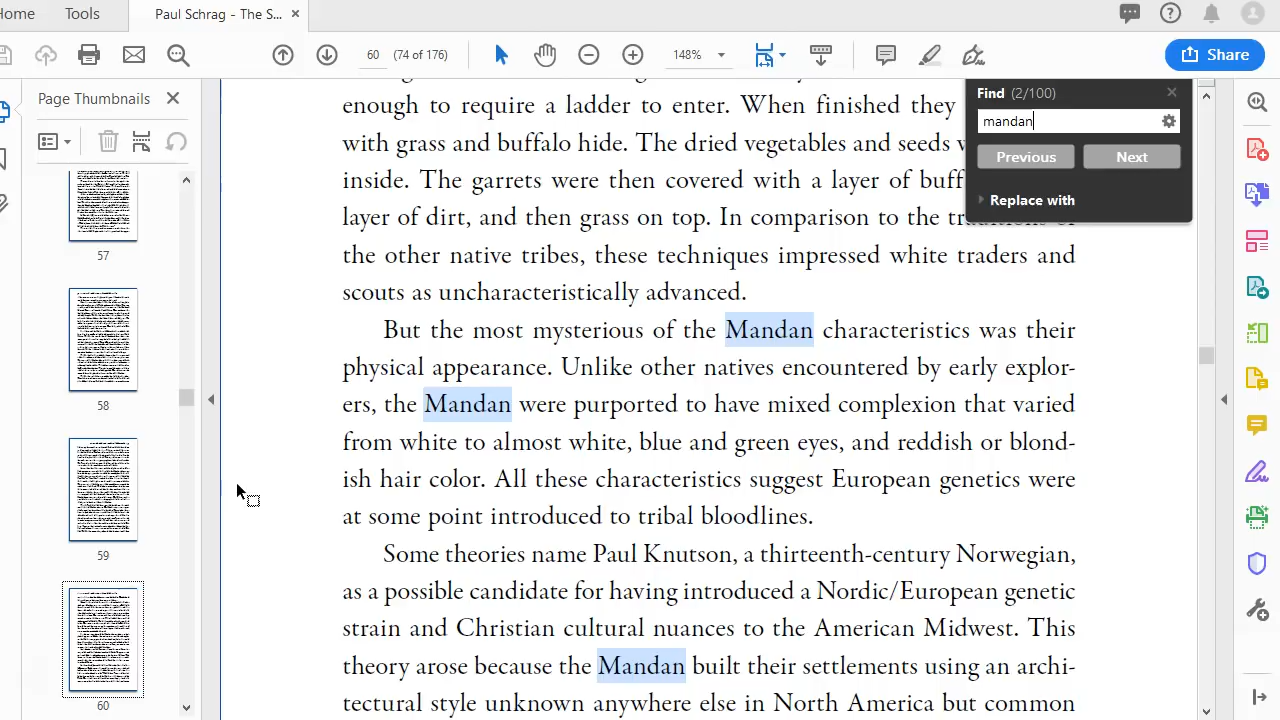 Home
Tools
Paul Schrag - The S...
60
(74 of 176)
148%
Share
Page Thumbnails
57
58
59
60
Find (2/100)
mandan
Previous
Next
Replace with
enough to require a ladder to enter. When finished they
with grass and buffalo hide. The dried vegetables and seeds
inside. The garrets were then covered with a layer of
layer of dirt, and then grass on top. In comparison to the traditions of
the other native tribes, these techniques impressed white traders and
scouts as uncharacteristically advanced.
But the most mysterious of the Mandan characteristics was their
physical appearance. Unlike other natives encountered by early explor-
ers, the Mandan were purported to have mixed complexion that varied
from white to almost white, blue and green eyes, and reddish or blond-
ish hair color. All these characteristics suggest European genetics were
at some point introduced to tribal bloodlines.
Some theories name Paul Knutson, a thirteenth-century Norwegian,
as a possible candidate for having introduced a Nordic/European genetic
strain and Christian cultural nuances to the American Midwest. This
theory arose because the Mandan built their settlements using an archi-
tectural style unknown anywhere else in North America but common